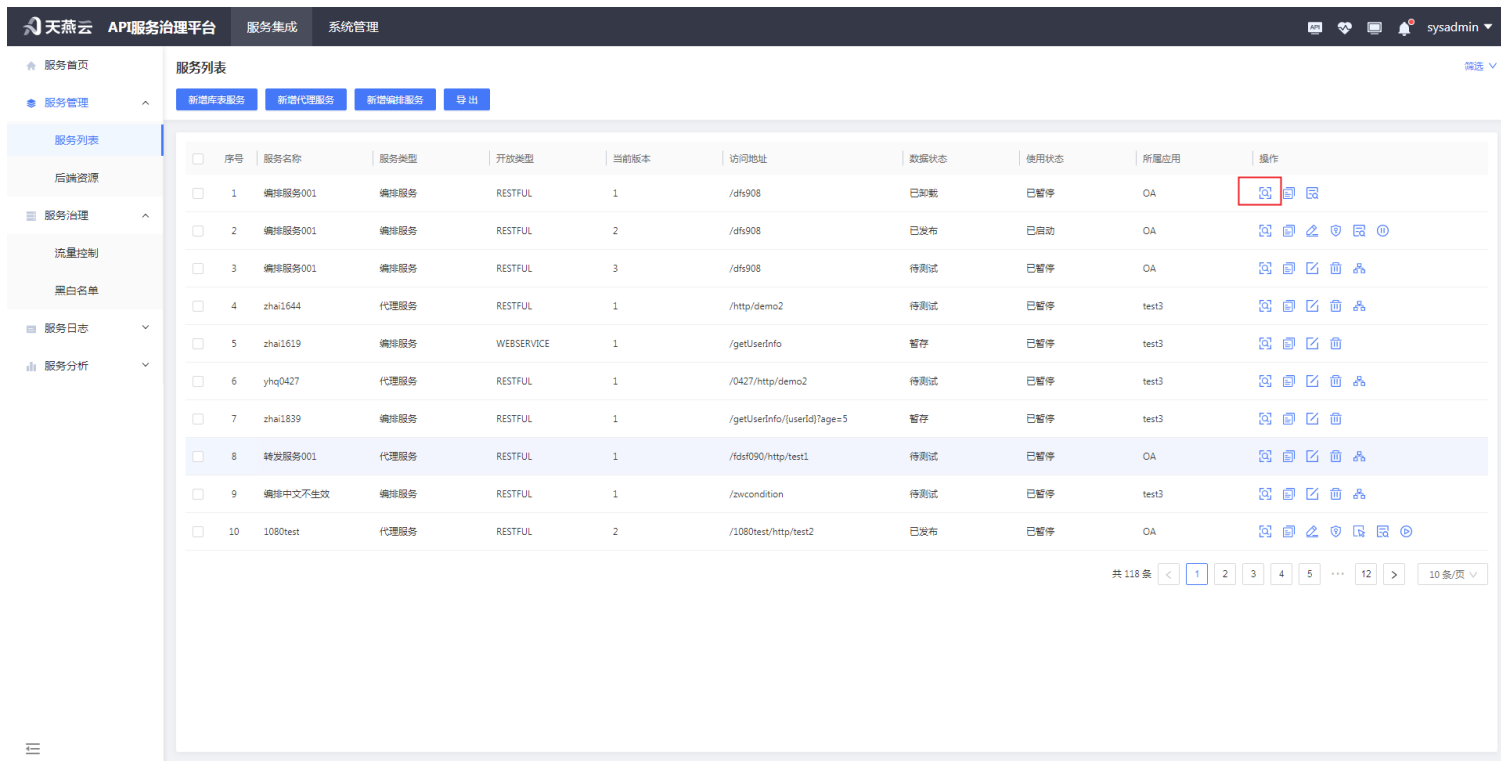 天燕云 API服务治理平台 服务集成 系统管理 API sysadmin
服务首页
服务管理
服务列表
后端资源
服务治理
流量控制
黑白名单
服务日志
服务分析
服务列表 筛选
新增库表服务 新增代理服务 新增编排服务 导出
序号 服务名称 服务类型 开放类型 当前版本 访问地址 数据状态 使用状态 所属应用 操作
1 编排服务001 编排服务 RESTFUL 1 /dfs908 已卸载 已暂停 OA
2 编排服务001 编排服务 RESTFUL 2 /dfs908 已发布 已启动 OA
3 编排服务001 编排服务 RESTFUL 3 /dfs908 待测试 已暂停 OA
4 zhai1644 代理服务 RESTFUL 1 /http/demo2 待测试 已暂停 test3
5 zhai1619 编排服务 WEBSERVICE 1 /getUserInfo 暂存 已暂停 test3
6 yhq0427 代理服务 RESTFUL 1 /0427/http/demo2 待测试 已暂停 test3
7 zhai1839 编排服务 RESTFUL 1 /getUserInfo/{userId}?age=5 暂存 已暂停 test3
8 转发服务001 代理服务 RESTFUL 1 /fdsf090/http/test1 待测试 已暂停 OA
9 编排中文不生效 编排服务 RESTFUL 1 /zwcondition 待测试 已暂停 test3
10 1080test 代理服务 RESTFUL 2 /1080test/http/test2 已发布 已暂停 OA
共 118 条 < 1 2 3 4 5 ··· 12 > 10 条/页